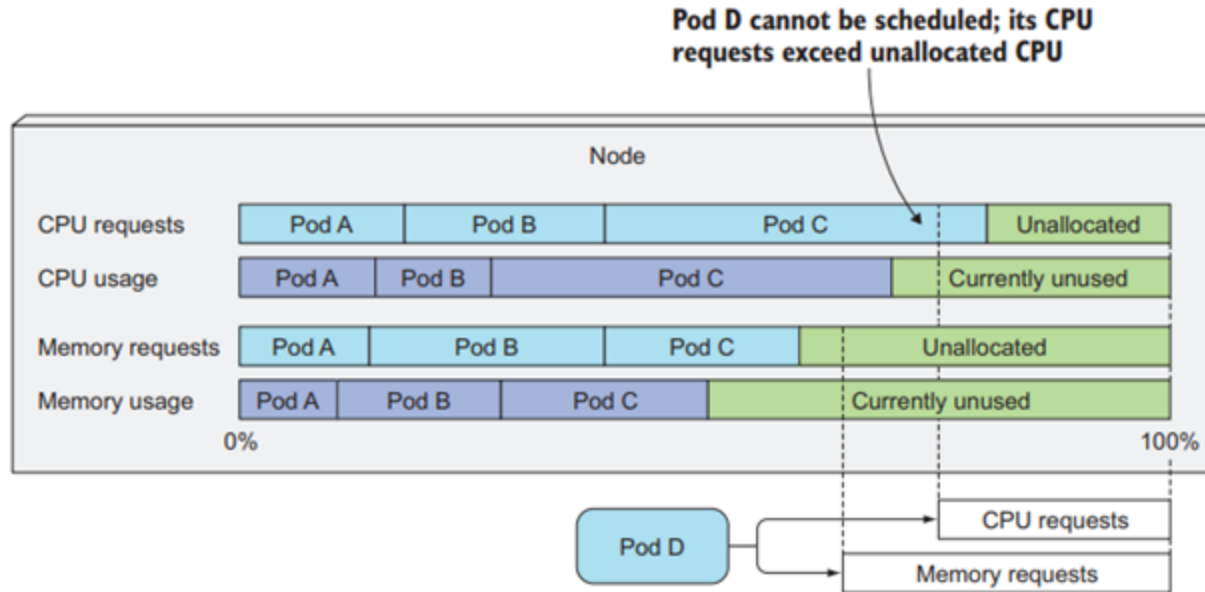 Pod D cannot be scheduled; its CPU
requests exceed unallocated CPU
Node
CPU requests Pod A Pod B Pod C Unallocated
CPU usage Pod A Pod B Pod C Currently unused
Memory requests Pod A Pod B Pod C Unallocated
Memory usage Pod A Pod B Pod C Currently unused
0% 100%
CPU requests
Pod D
Memory requests